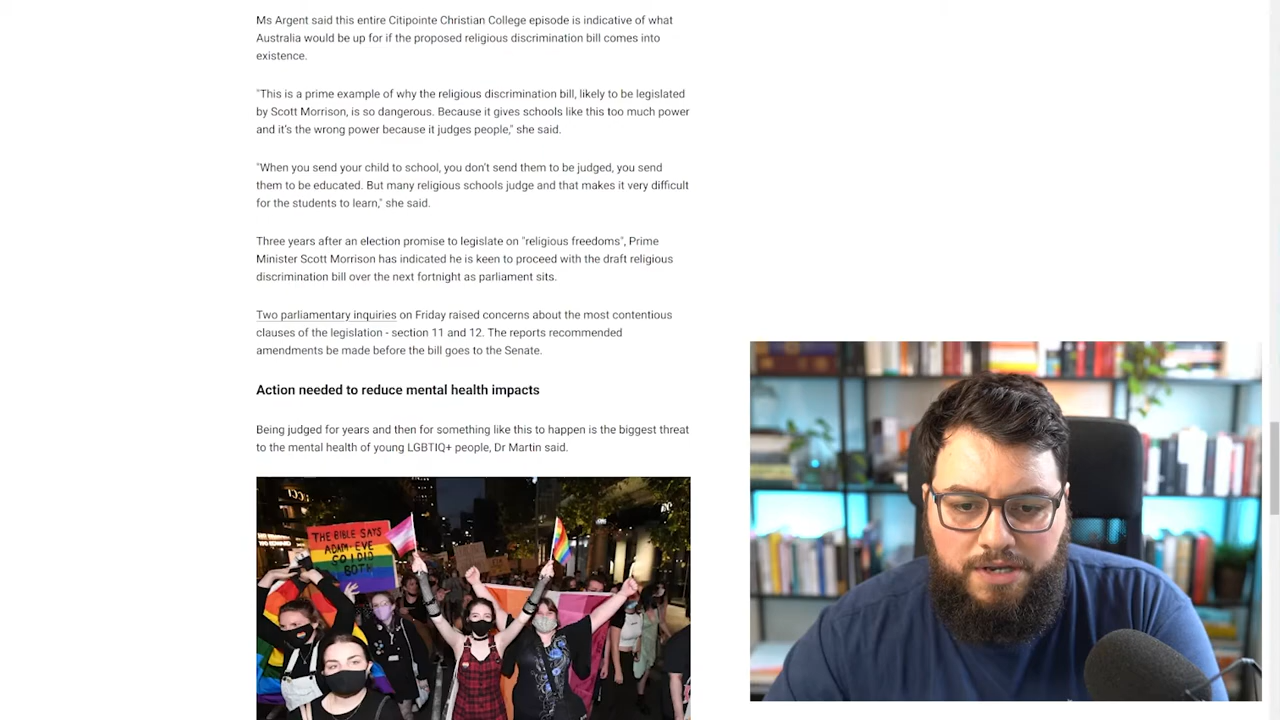 Ms Argent said this entire Citipointe Christian College episode is indicative of what
Australia would be up for if the proposed religious discrimination bill comes into
existence.
"This is a prime example of why the religious discrimination bill, likely to be legislated
by Scott Morrison, is so dangerous. Because it gives schools like this too much power
and it's the wrong power because it judges people," she said.
"When you send your child to school, you don't send them to be judged, you send
them to be educated. But many religious schools judge and that makes it very difficult
for the students to learn," she said.
Three years after an election promise to legislate on "religious freedoms", Prime
Minister Scott Morrison has indicated he is keen to proceed with the draft religious
discrimination bill over the next fortnight as parliament sits.
Two parliamentary inquiries on Friday raised concerns about the most contentious
clauses of the legislation - section 11 and 12. The reports recommended
amendments be made before the bill goes to the Senate.
Action needed to reduce mental health impacts
Being judged for years and then for something like this to happen is the biggest threat
to the mental health of young LGBTIQ+ people, Dr Martin said.
THE BIBLE SAYS
ADAM + EVE
SO I DID
BOTH